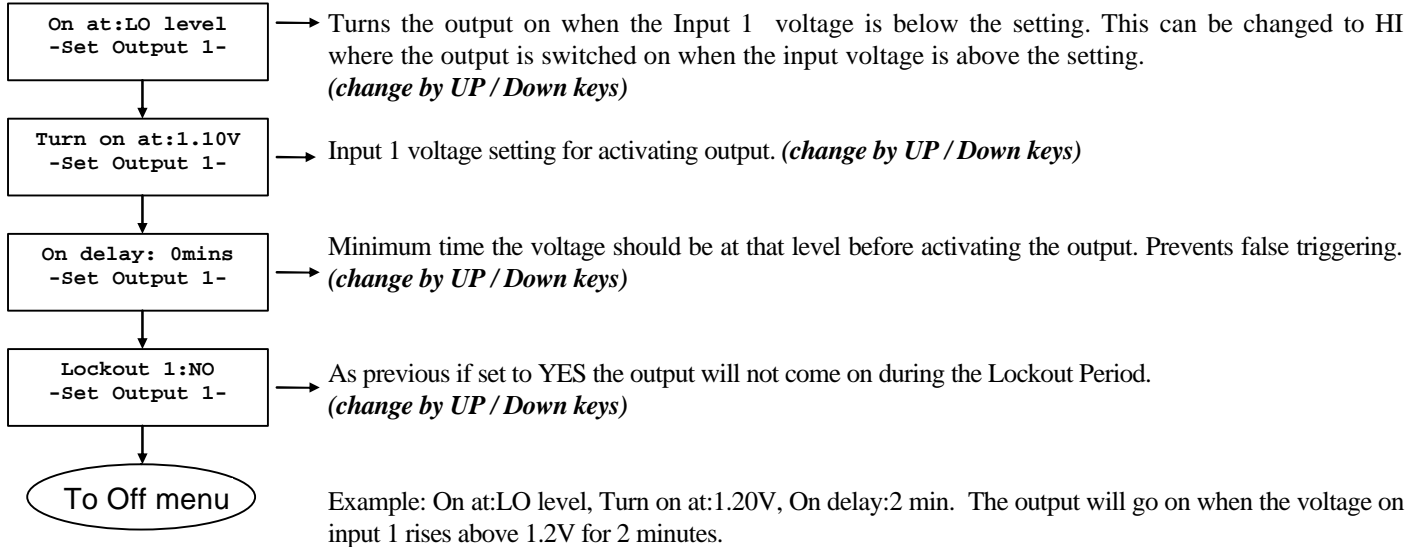 On at:LO level
-Set Output 1-
Turns the output on when the Input 1 voltage is below the setting. This can be changed to HI
where the output is switched on when the input voltage is above the setting.
(change by UP / Down keys)
Turn on at:1.10V
-Set Output 1-
Input 1 voltage setting for activating output. (change by UP / Down keys)
On delay: 0mins
-Set Output 1-
Minimum time the voltage should be at that level before activating the output. Prevents false triggering.
(change by UP / Down keys)
Lockout 1:NO
-Set Output 1-
As previous if set to YES the output will not come on during the Lockout Period.
(change by UP / Down keys)
To Off menu
Example: On at:LO level, Turn on at:1.20V, On delay:2 min. The output will go on when the voltage on
input 1 rises above 1.2V for 2 minutes.